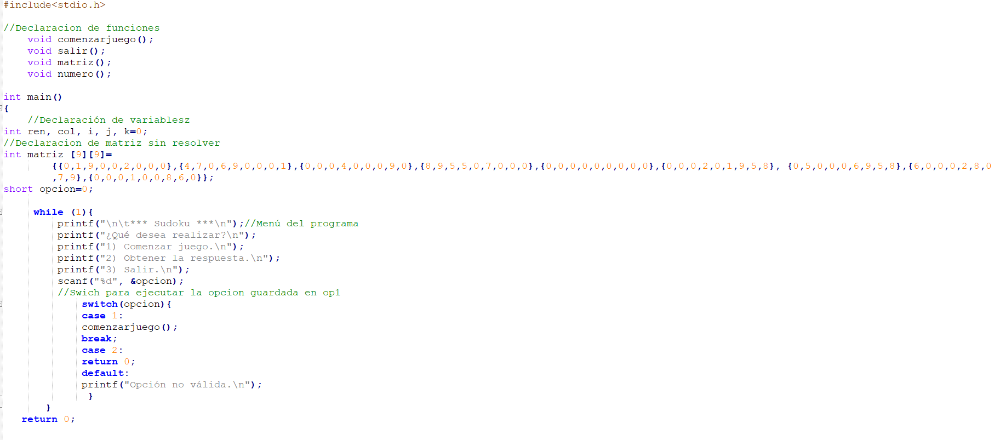 #include<stdio.h>
//Declaracion de funciones
void comenzarjuego();
void salir();
void matriz();
void numero();
int main()
{
//Declaración de variablesz
int ren, col, i, j, k=0;
//Declaracion de matriz sin resolver
int matriz [9][9]=
{{0,1,9,0,0,2,0,0,0},{4,7,0,6,9,0,0,0,1},{0,0,0,4,0,0,0,9,0},{8,9,5,5,0,7,0,0,0},{0,0,0,0,0,0,0,0,0},{0,0,0,2,0,1,9,5,8}, {0,5,0,0,0,6,9,5,8},{6,0,0,0,2,8,0
,7,9},{0,0,0,1,0,0,8,6,0}};
short opcion=0;
while (1){
printf("\n\t*** Sudoku ***\n");//Menú del programa
printf("¿Qué desea realizar?\n");
printf("1) Comenzar juego.\n");
printf("2) Obtener la respuesta.\n");
printf("3) Salir.\n");
scanf("%d", &opcion);
//Swich para ejecutar la opcion guardada en op1
switch(opcion){
case 1:
comenzarjuego();
break;
case 2:
return 0;
default:
printf("Opción no válida.\n");
}
}
return 0;